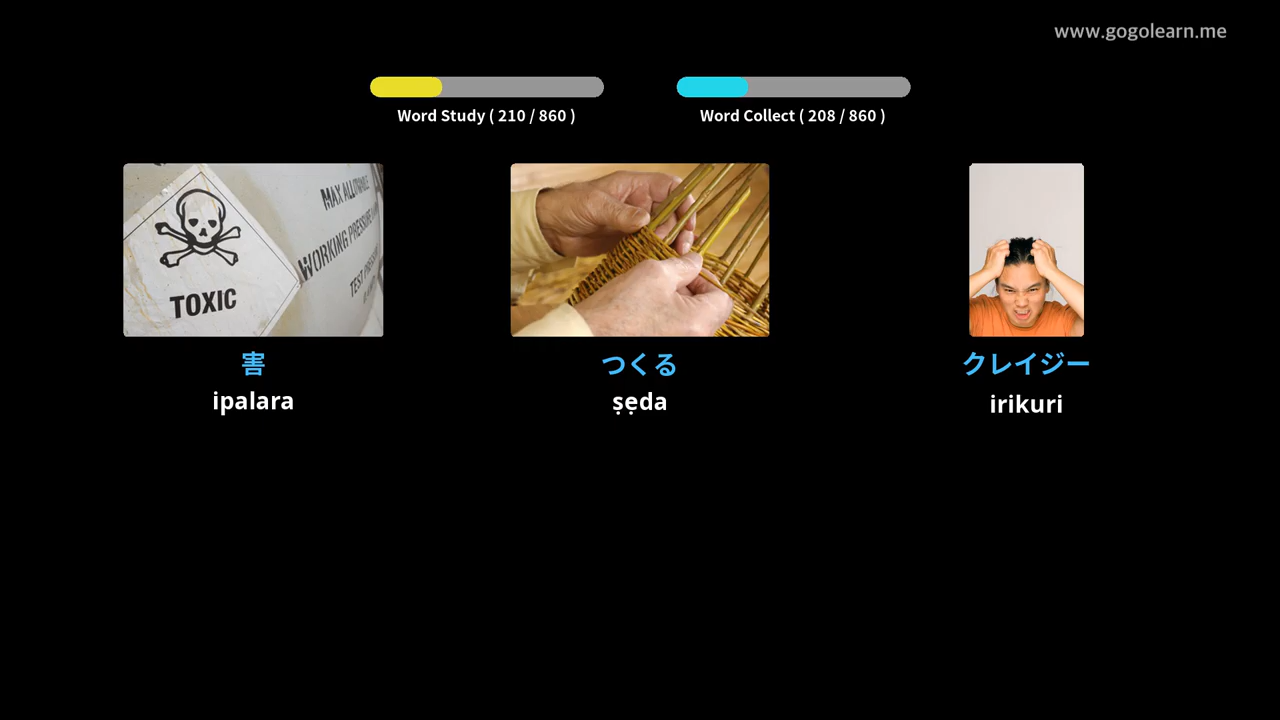 www.gogolearn.me
Word Study ( 210 / 860 )
Word Collect ( 208 / 860 )
TOXIC
MAX ALLOWABLE
WORKING PRESSURE
TEST PRESS
害
つくる
クレイジー
ipalara
ṣẹda
irikuri